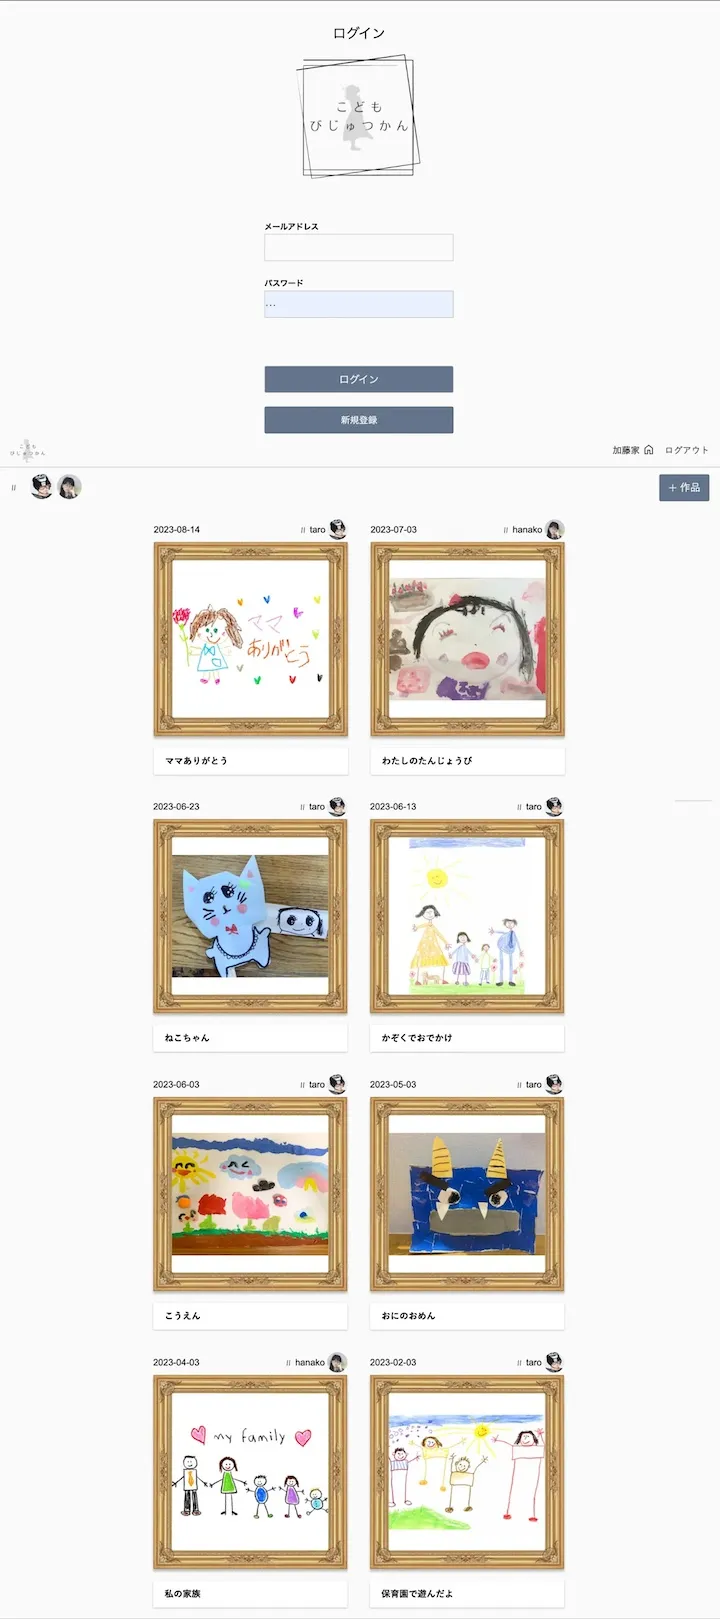 ログイン
こども
びじゅつかん
メールアドレス
パスワード
...
ログイン
新規登録
こども
びじゅつかん
加藤家 ログアウト
// 
+ 作品
2023-08-14 // taro
2023-07-03 // hanako
ママ
ありがとう
ママありがとう
わたしのたんじょうび
2023-06-23 // taro
2023-06-13 // taro
ねこちゃん
かぞくでおでかけ
2023-06-03 // taro
2023-05-03 // taro
こうえん
おにのおめん
2023-04-03 // hanako
2023-02-03 // taro
my family
私の家族
保育園で遊んだよ